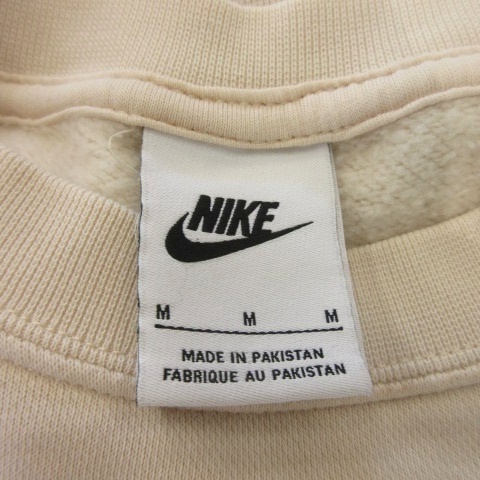 NIKE
M M M
MADE IN PAKISTAN
FABRIQUE AU PAKISTAN